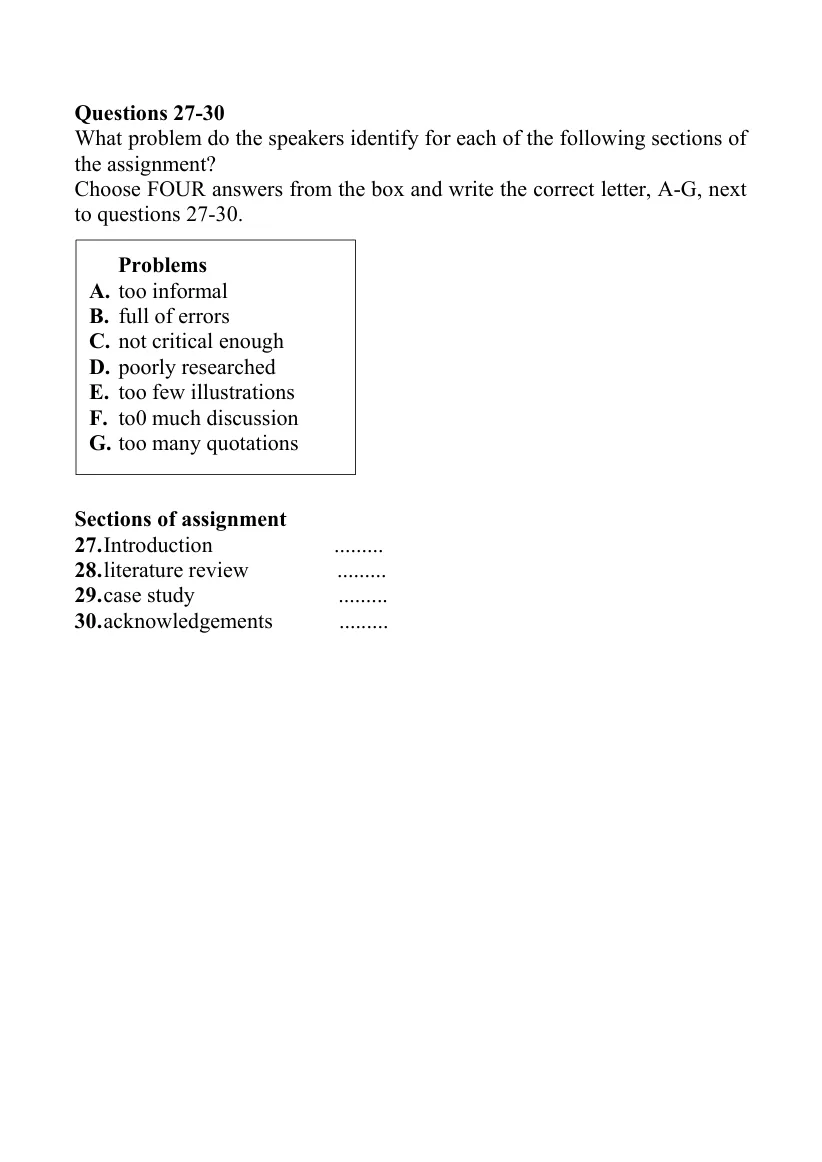 Questions 27-30
What problem do the speakers identify for each of the following sections of
the assignment?
Choose FOUR answers from the box and write the correct letter, A-G, next
to questions 27-30.
Problems
A. too informal
B. full of errors
C. not critical enough
D. poorly researched
E. too few illustrations
F. to0 much discussion
G. too many quotations
Sections of assignment
27.Introduction .........
28.literature review .........
29.case study .........
30.acknowledgements .........